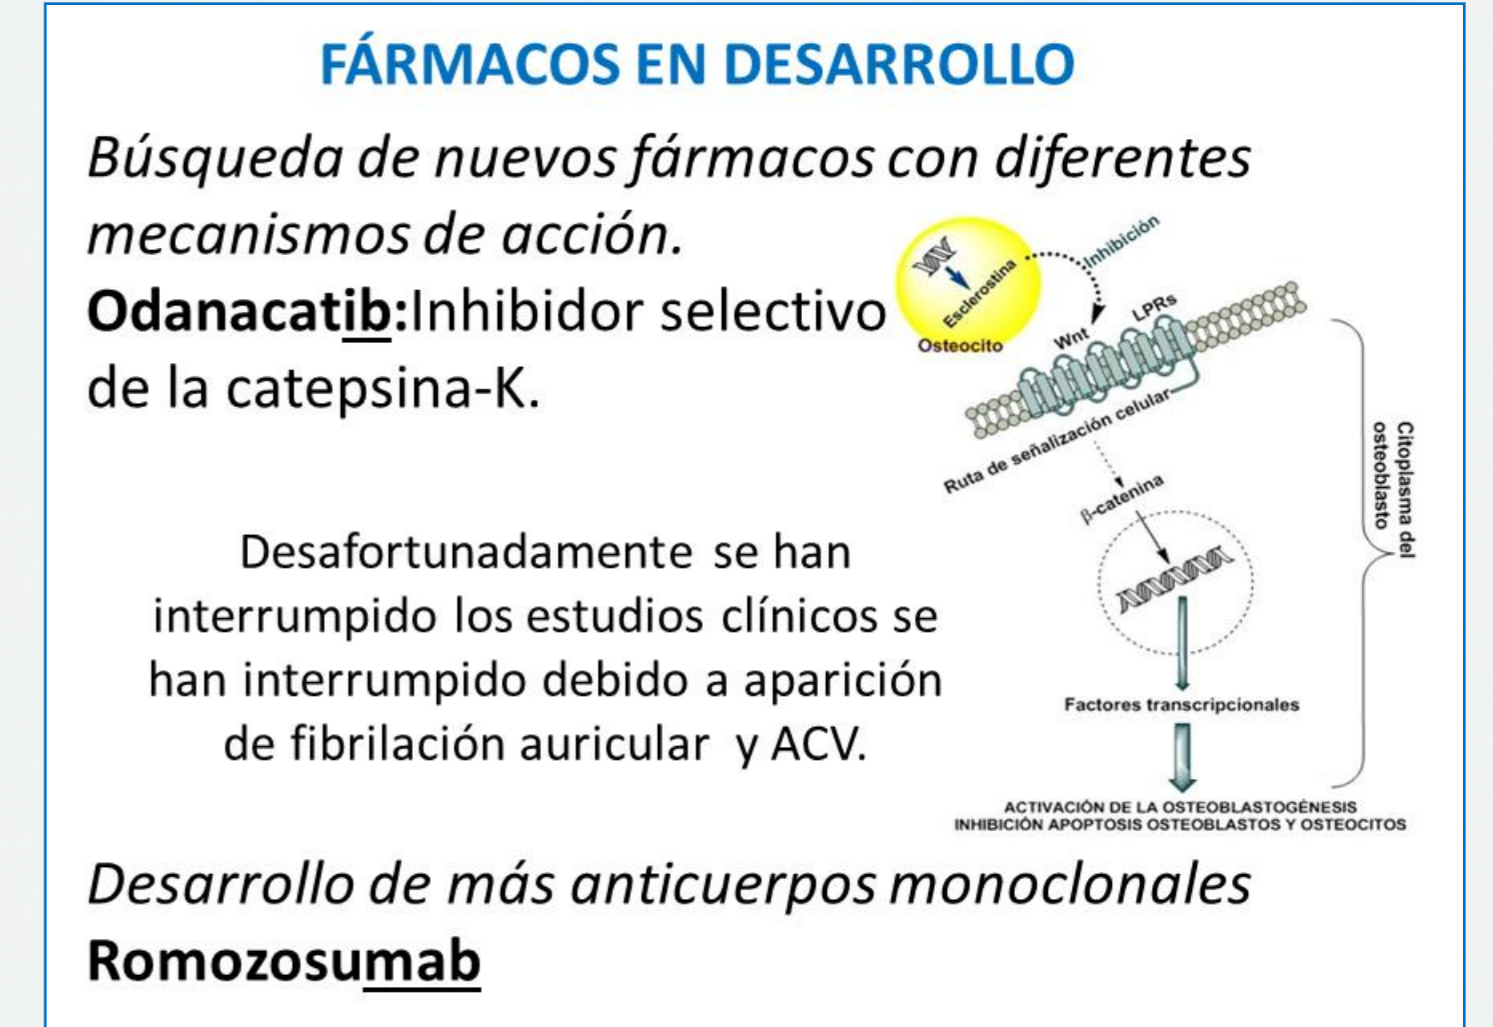 FÁRMACOS EN DESARROLLO
Búsqueda de nuevos fármacos con diferentes
mecanismos de acción.
Odanacatib:Inhibidor selectivo
de la catepsina-K.
Esclerostina
Osteocito
Inhibición
Wnt
LPRs
Ruta de señalización celular
β-catenina
Citoplasma del
osteoblasto
Factores transcripcionales
ACTIVACIÓN DE LA OSTEOBLASTOGÉNESIS
INHIBICIÓN APOPTOSIS OSTEOBLASTOS Y OSTEOCITOS
Desafortunadamente se han
interrumpido los estudios clínicos se
han interrumpido debido a aparición
de fibrilación auricular y ACV.
Desarrollo de más anticuerpos monoclonales
Romozosumab